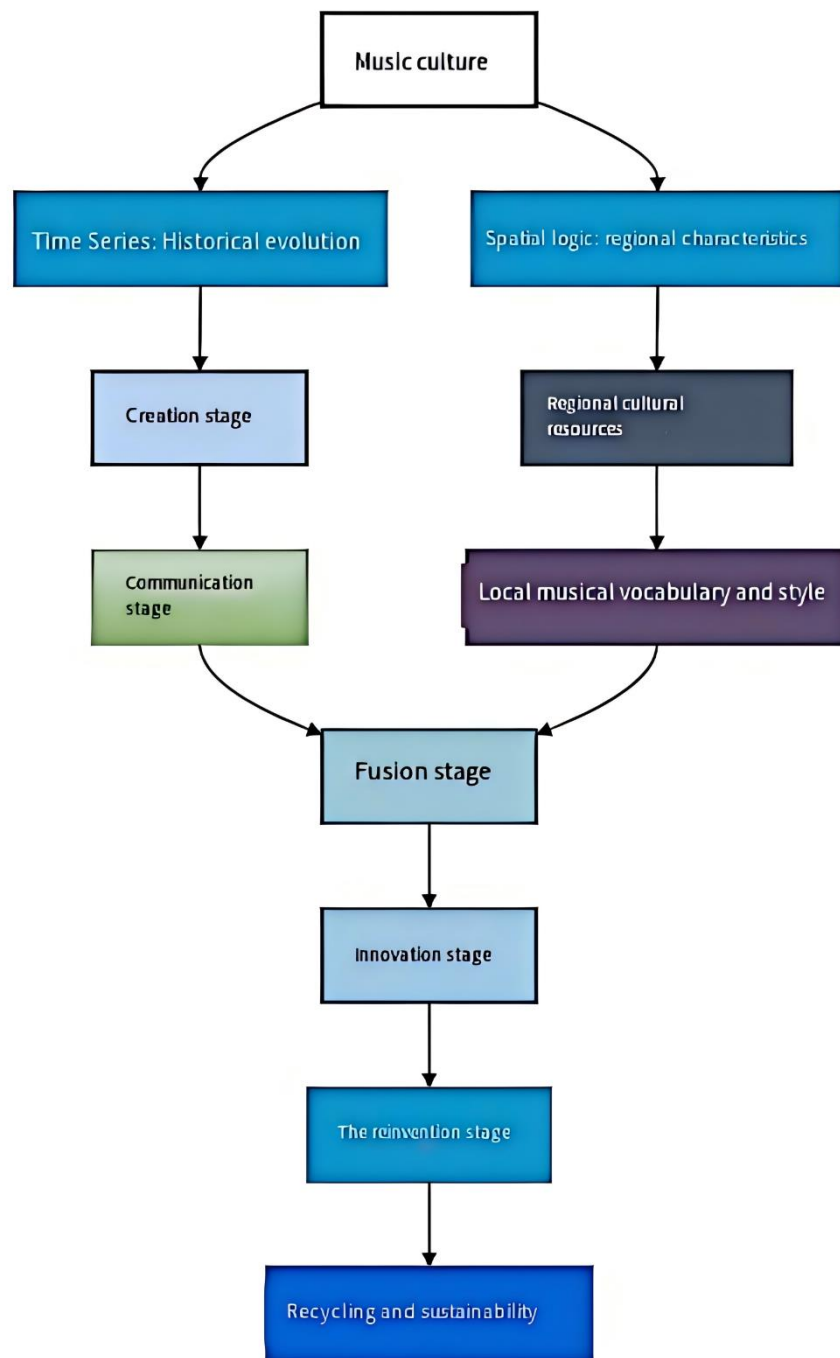 Music culture
Time Series: Historical evolution
Spatial logic: regional characteristics
Creation stage
Regional cultural
resources
Communication
stage
Local musical vocabulary and style
Fusion stage
Innovation stage
The reinvention stage
Recycling and sustainability